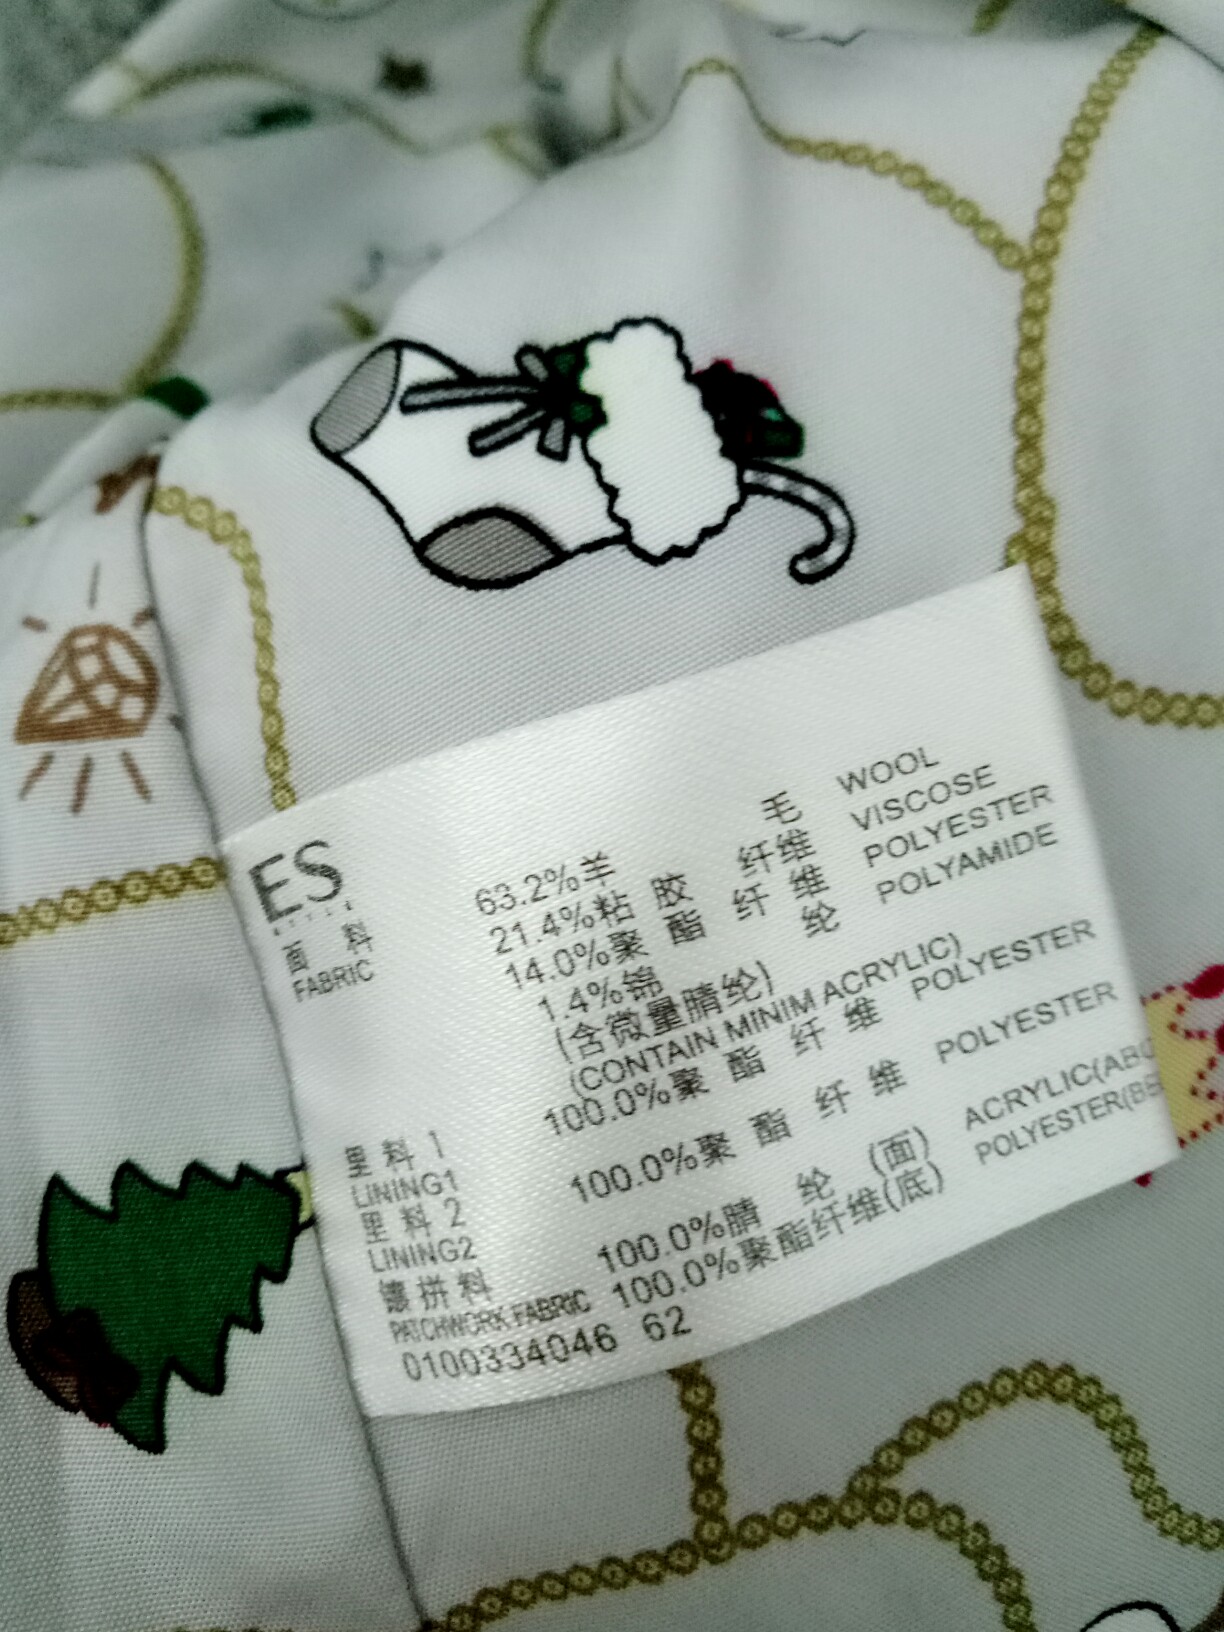 ES
STYLE
面 料 63.2%羊 毛 WOOL
FABRIC 21.4%粘 胶 纤维 VISCOSE
14.0%聚 酯 纤 维 POLYESTER
1.4%锦 纶 POLYAMIDE
(含微量腈纶)
(CONTAIN MINIM ACRYLIC)
里 料 1 100.0%聚 酯 纤 维 POLYESTER
LINING1
里 料 2 100.0%聚 酯 纤 维 POLYESTER
LINING2
镶 拼 料 100.0%腈 纶 (面) ACRYLIC(ABO
PATCHWORK FABRIC 100.0%聚酯纤维(底) POLYESTER(BE
0100334046 62